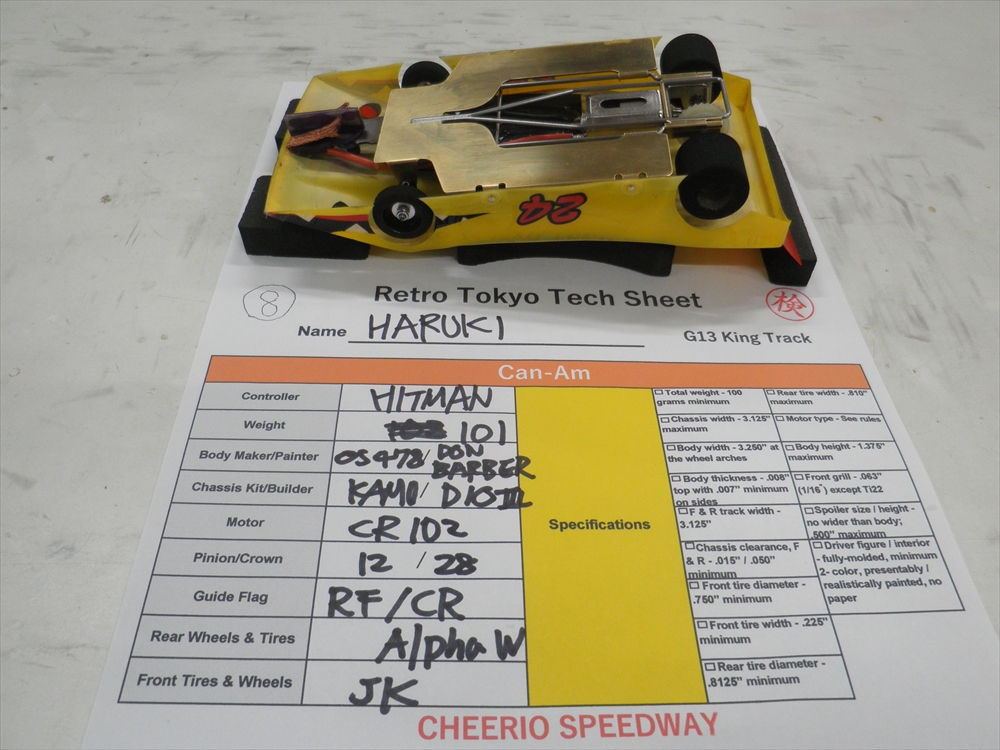 24
8
Retro Tokyo Tech Sheet
検
Name HARUKI
G13 King Track
Can-Am
Controller HITMAN
Weight 101
Body Maker/Painter OS478/ DON BARBER
Chassis Kit/Builder KAMO/ DIOIII
Motor CR102
Pinion/Crown 12 / 28
Guide Flag RF/CR
Rear Wheels & Tires Alpha W
Front Tires & Wheels JK
Specifications
Total weight - 100
grams minimum
Rear tire width - .810"
maximum
Chassis width - 3.125"
maximum
Motor type - See rules
Body width - 3.250" at
the wheel arches
Body height - 1.375"
maximum
Body thickness - .008"
top with .007" minimum
on sides
Front grill - .063"
(1/16") except Ti22
F & R track width -
3.125"
Spoiler size / height -
no wider than body;
.500" maximum
Chassis clearance, F
& R - .015" / .050"
minimum
Driver figure / interior
- fully-molded, minimum
2- color, presentably /
realistically painted, no
paper
Front tire diameter -
.750" minimum
Front tire width - .225"
minimum
Rear tire diameter -
.8125" minimum
CHEERIO SPEEDWAY